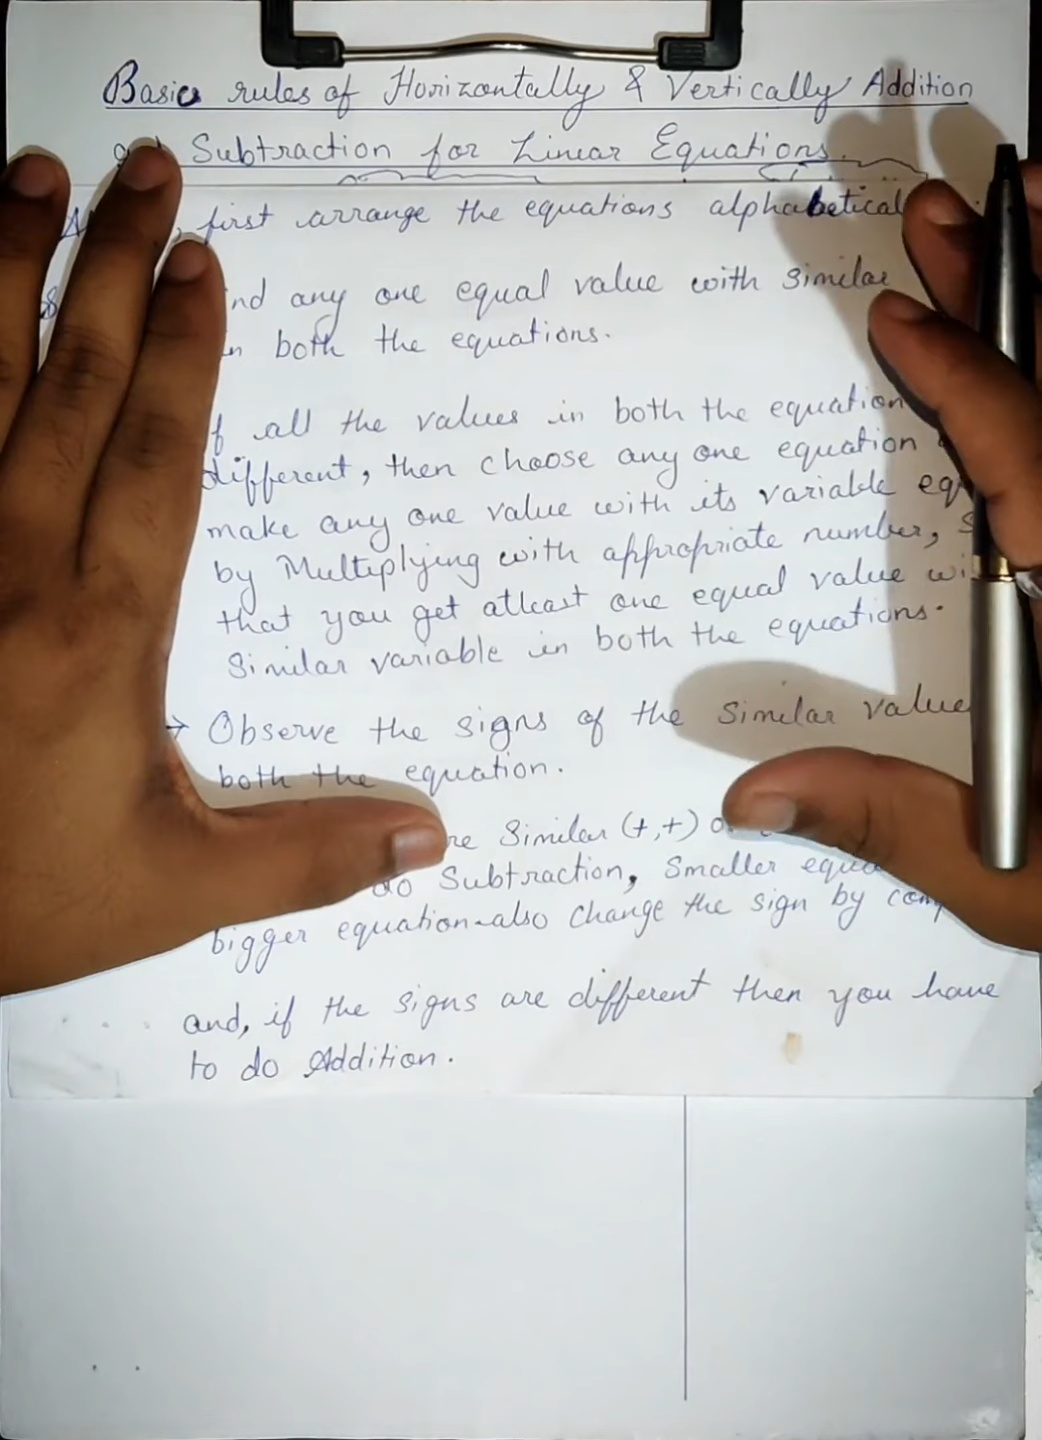 Basic rules of Horizontally & Vertically Addition
Subtraction for Linear Equations.
first arrange the equations alphabetical
any one equal value with similar
both the equations.
all the values in both the equation
different, then choose any one equation
make any one value with its variable
by Multiplying with appropriate number,
that you get atleast one equal value
Similar variable in both the equations.
→ Observe the signs of the similar value
both the equation.
Similar (+,+)
do Subtraction, Smaller
bigger equation-also change the sign by
and, if the signs are different then you have
to do Addition.